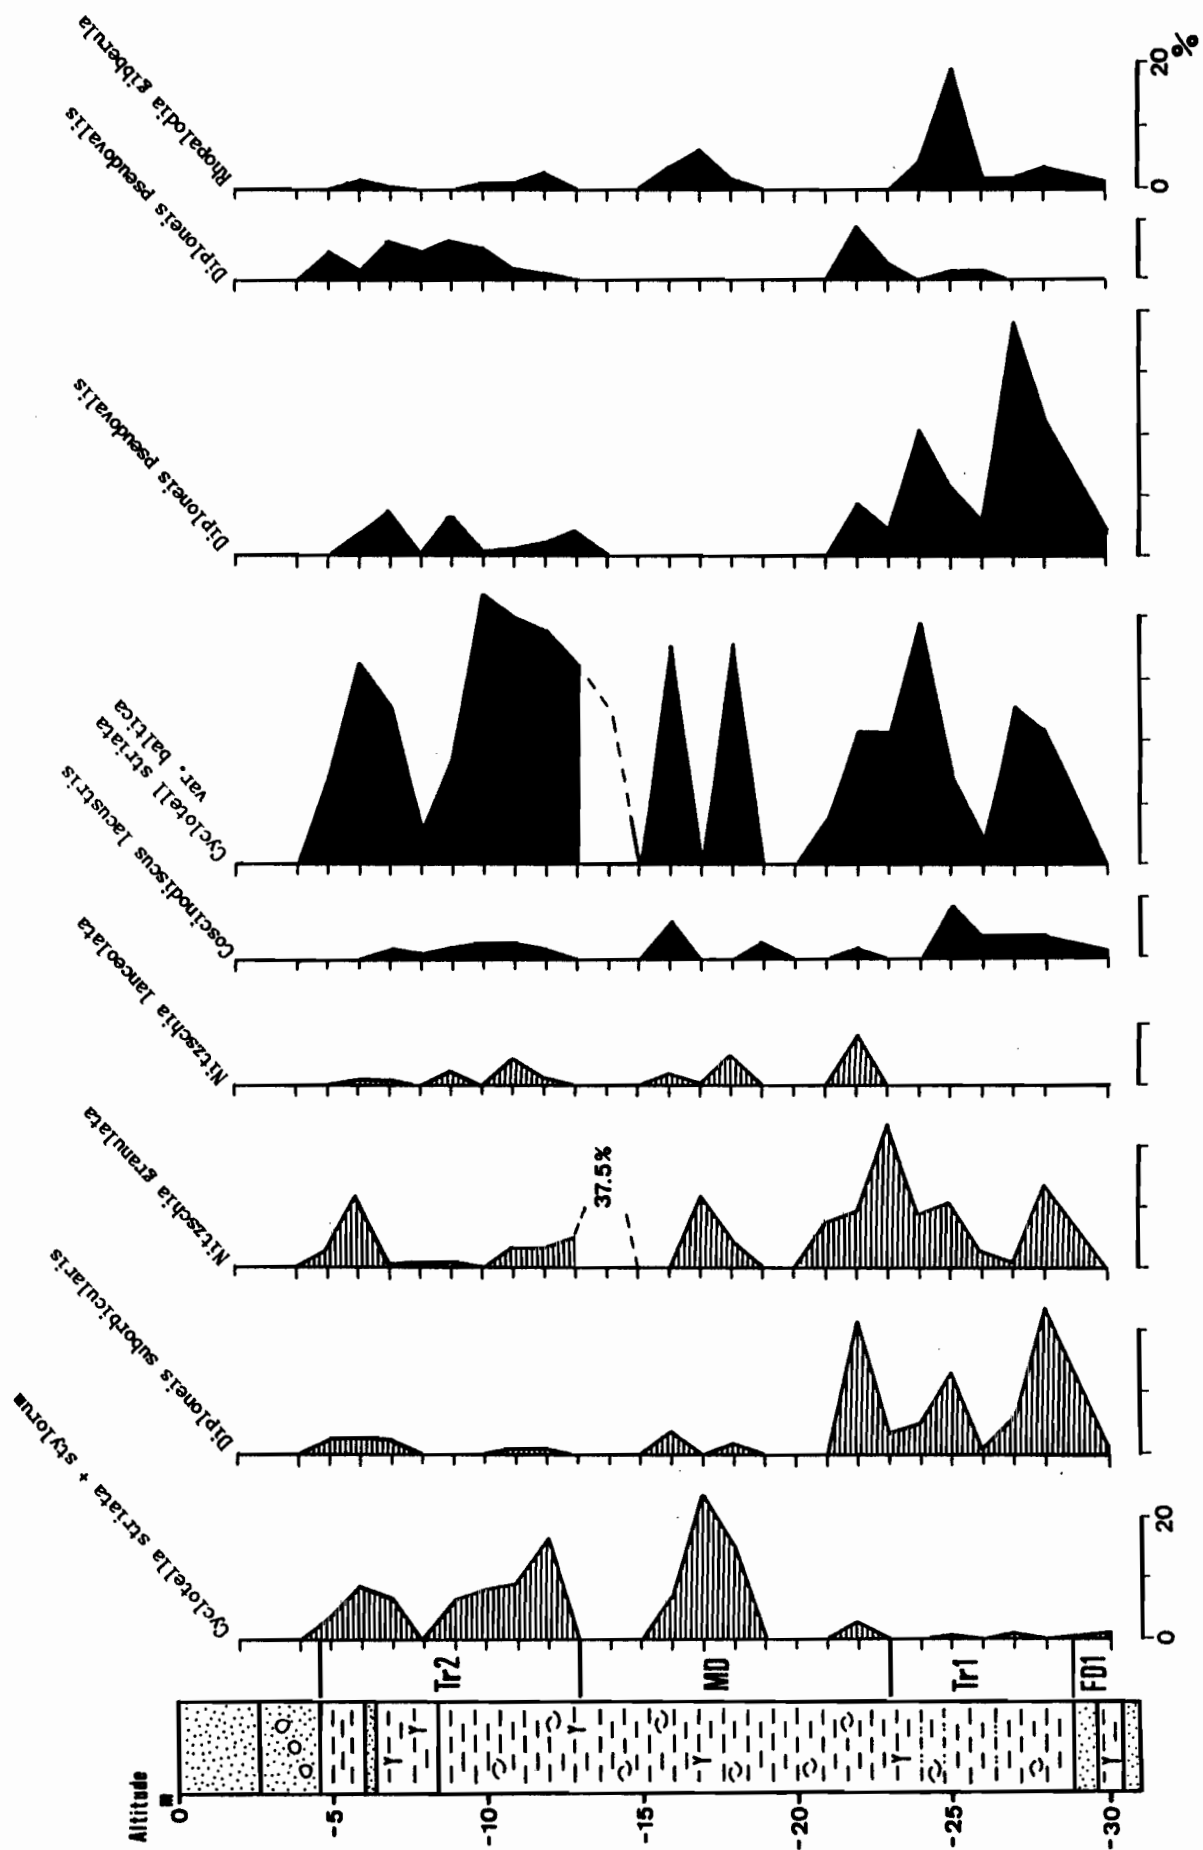 Rhopalodia gibberula
Diploneis pseudovalis
Diploneis pseudovalis
Cyclotell striata
var. baltica
Coscinodiscus lacustris
Nitzschia lanceolata
Nitzschia granulata
Diploneis suborbicularis
Cyclotella striata + stylorum
20
%
0
37.5%
20
0
Tr2
MD
Tr1
FD1
Altitude
m
0
-5
-10
-15
-20
-25
-30